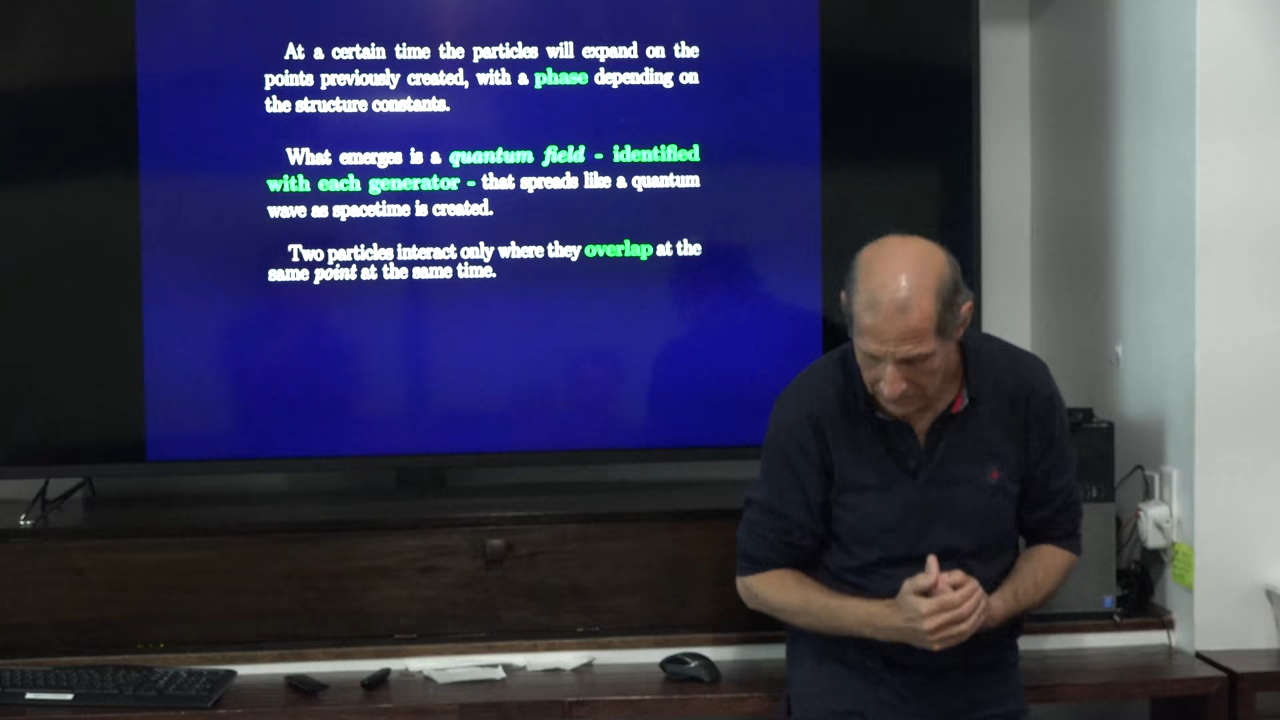 At a certain time the particles will expand on the
points previously created, with a phase depending on
the structure constants.
What emerges is a quantum field - identified
with each generator - that spreads like a quantum
wave as spacetime is created.
Two particles interact only where they overlap at the
same point at the same time.